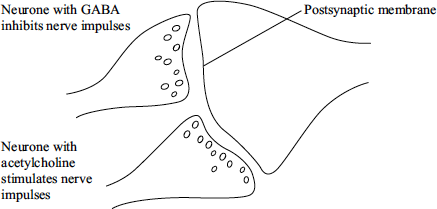 Neurone with GABA
inhibits nerve impulses
Postsynaptic membrane
Neurone with
acetylcholine
stimulates nerve
impulses